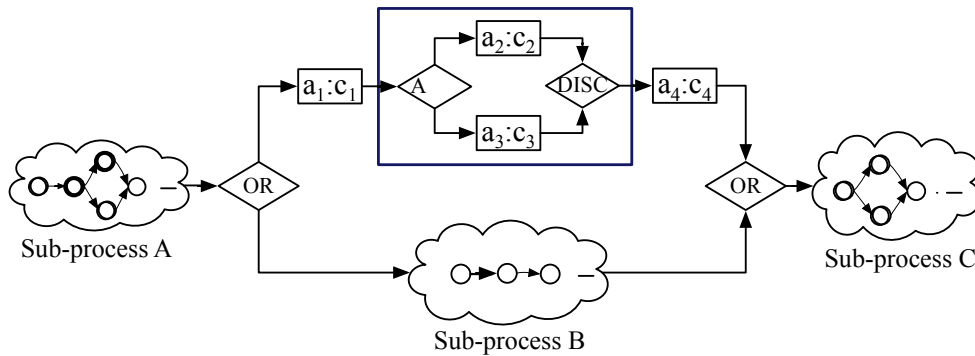 a₂:c₂
a₁:c₁
A
DISC
a₄:c₄
a₃:c₃
OR
OR
Sub-process A
Sub-process C
Sub-process B